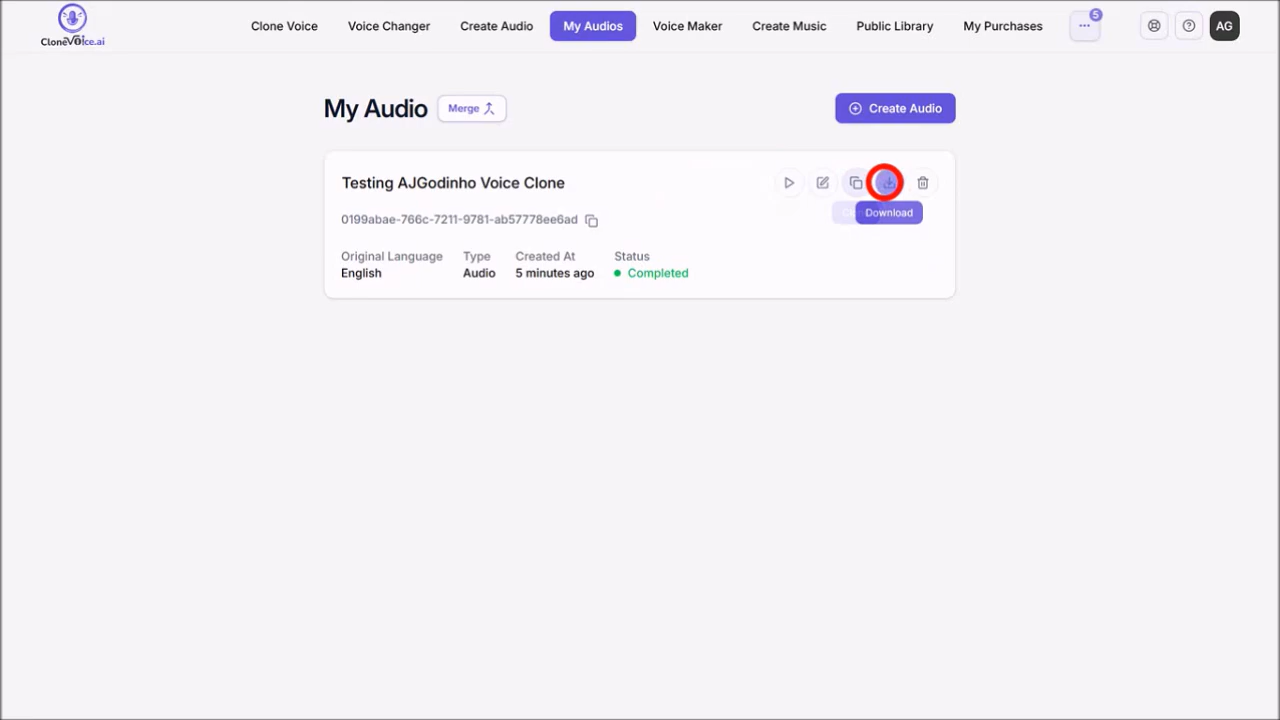 CloneVoice.ai
Clone Voice
Voice Changer
Create Audio
My Audios
Voice Maker
Create Music
Public Library
My Purchases
5
AG
My Audio
Merge
Create Audio
Testing AJGodinho Voice Clone
Download
0199abae-766c-7211-9781-ab57778ee6ad
Original Language Type Created At Status
English Audio 5 minutes ago Completed